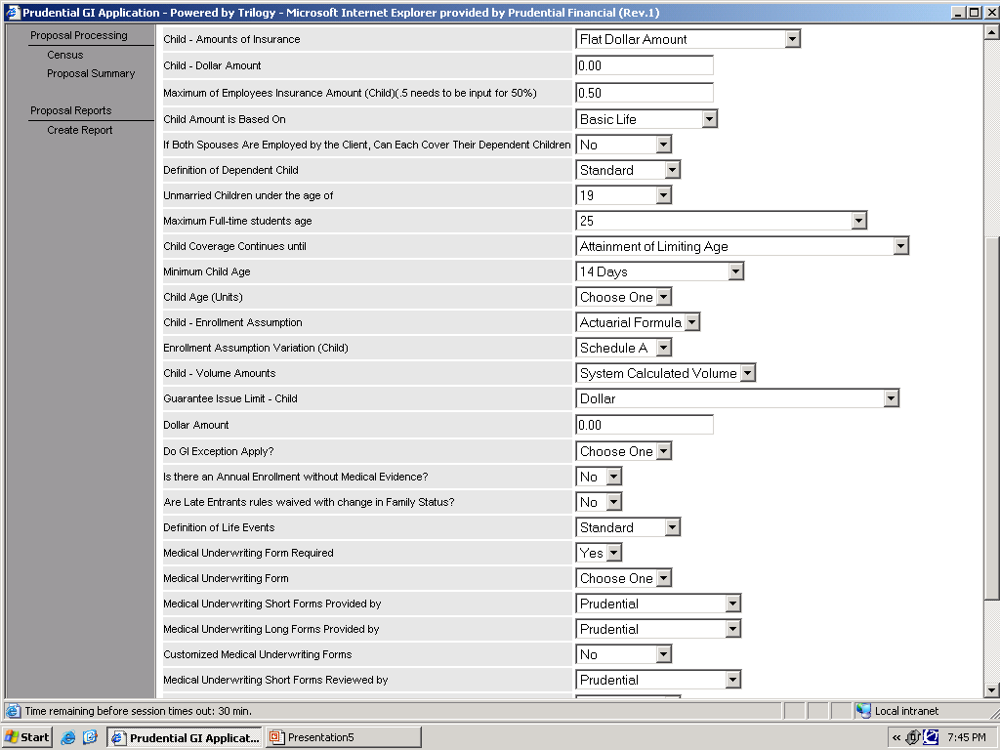 Prudential GI Application - Powered by Trilogy - Microsoft Internet Explorer provided by Prudential Financial (Rev.1)
Proposal Processing
Census
Proposal Summary
Proposal Reports
Create Report
Child - Amounts of Insurance Flat Dollar Amount
Child - Dollar Amount 0.00
Maximum of Employees Insurance Amount (Child)(.5 needs to be input for 50%) 0.50
Child Amount is Based On Basic Life
If Both Spouses Are Employed by the Client, Can Each Cover Their Dependent Children No
Definition of Dependent Child Standard
Unmarried Children under the age of 19
Maximum Full-time students age 25
Child Coverage Continues until Attainment of Limiting Age
Minimum Child Age 14 Days
Child Age (Units) Choose One
Child - Enrollment Assumption Actuarial Formula
Enrollment Assumption Variation (Child) Schedule A
Child - Volume Amounts System Calculated Volume
Guarantee Issue Limit - Child Dollar
Dollar Amount 0.00
Do GI Exception Apply? Choose One
Is there an Annual Enrollment without Medical Evidence? No
Are Late Entrants rules waived with change in Family Status? No
Definition of Life Events Standard
Medical Underwriting Form Required Yes
Medical Underwriting Form Choose One
Medical Underwriting Short Forms Provided by Prudential
Medical Underwriting Long Forms Provided by Prudential
Customized Medical Underwriting Forms No
Medical Underwriting Short Forms Reviewed by Prudential
Time remaining before session times out: 30 min. Local intranet
Start Prudential GI Applicat... Presentation5 « 7:45 PM